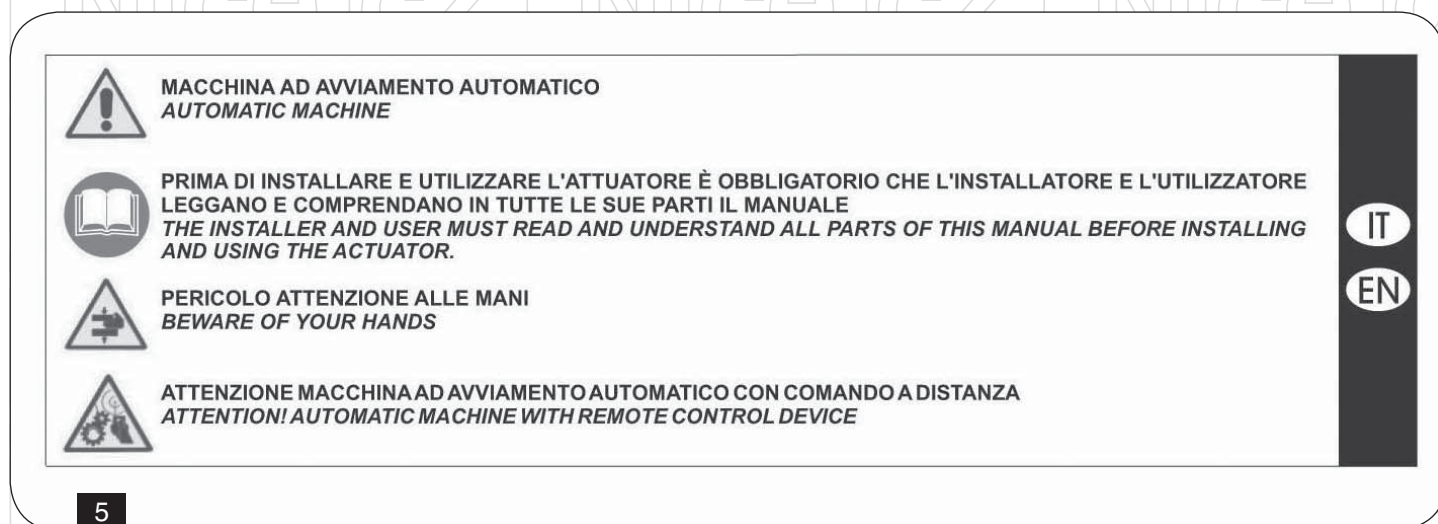 MACCHINA AD AVVIAMENTO AUTOMATICO
AUTOMATIC MACHINE
PRIMA DI INSTALLARE E UTILIZZARE L'ATTUATORE È OBBLIGATORIO CHE L'INSTALLATORE E L'UTILIZZATORE
LEGGANO E COMPRENDANO IN TUTTE LE SUE PARTI IL MANUALE
THE INSTALLER AND USER MUST READ AND UNDERSTAND ALL PARTS OF THIS MANUAL BEFORE INSTALLING
AND USING THE ACTUATOR.
IT
PERICOLO ATTENZIONE ALLE MANI
BEWARE OF YOUR HANDS
EN
ATTENZIONE MACCHINA AD AVVIAMENTO AUTOMATICO CON COMANDO A DISTANZA
ATTENTION! AUTOMATIC MACHINE WITH REMOTE CONTROL DEVICE
5